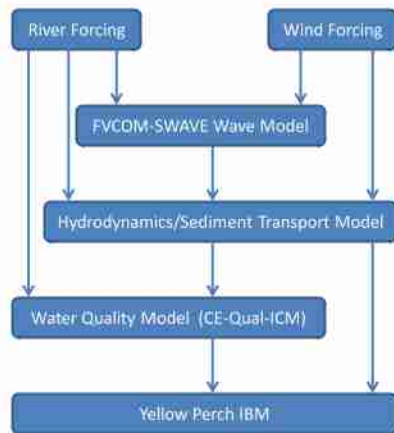 River Forcing
Wind Forcing
FVCOM-SWAVE Wave Model
Hydrodynamics/Sediment Transport Model
Water Quality Model (CE-Qual-ICM)
Yellow Perch IBM